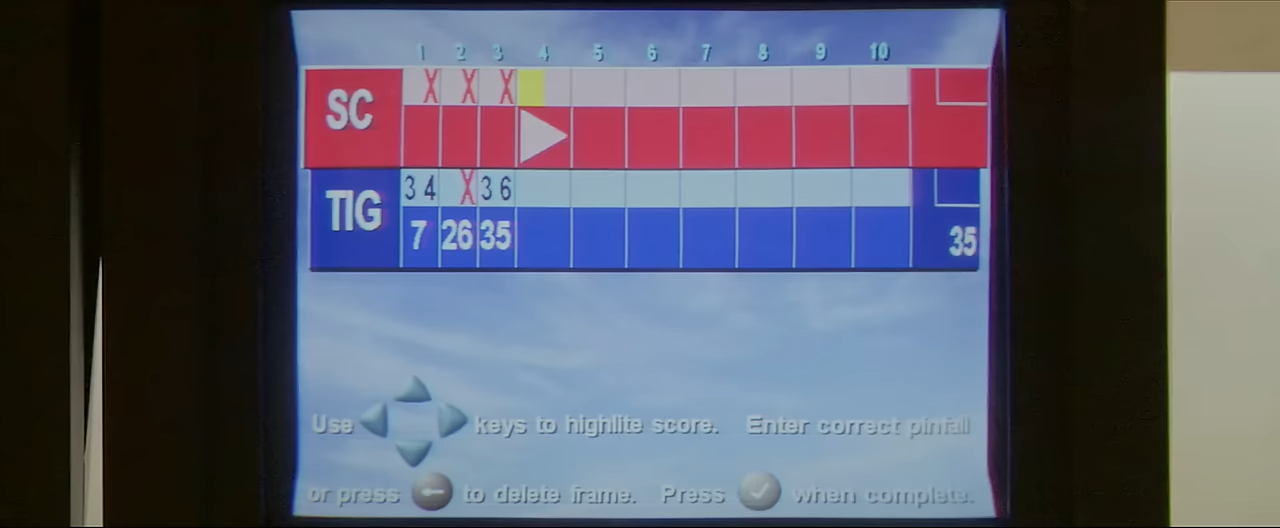 1 2 3 4 5 6 7 8 9 10
SC X X X
TIG 3 4 X 3 6
7 26 35 35
Use keys to highlite score. Enter correct pinfall
or press to delete frame. Press when complete.